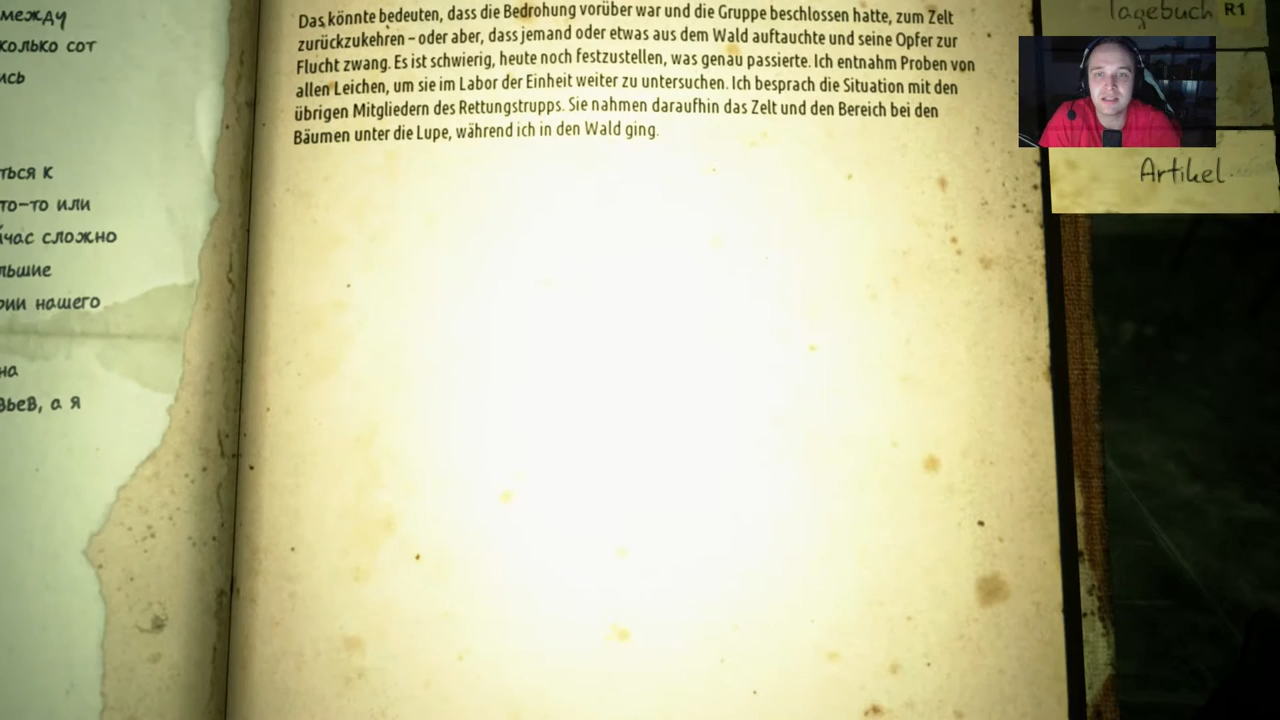 между
колько сот
ись
ться к
то-то или
йчас сложно
льшие
рии нашего
на
вьев, а я
Das könnte bedeuten, dass die Bedrohung vorüber war und die Gruppe beschlossen hatte, zum Zelt
zurückzukehren – oder aber, dass jemand oder etwas aus dem Wald auftauchte und seine Opfer zur
Flucht zwang. Es ist schwierig, heute noch festzustellen, was genau passierte. Ich entnahm Proben von
allen Leichen, um sie im Labor der Einheit weiter zu untersuchen. Ich besprach die Situation mit den
übrigen Mitgliedern des Rettungstrupps. Sie nahmen daraufhin das Zelt und den Bereich bei den
Bäumen unter die Lupe, während ich in den Wald ging.
Tagebuch R1
Artikel